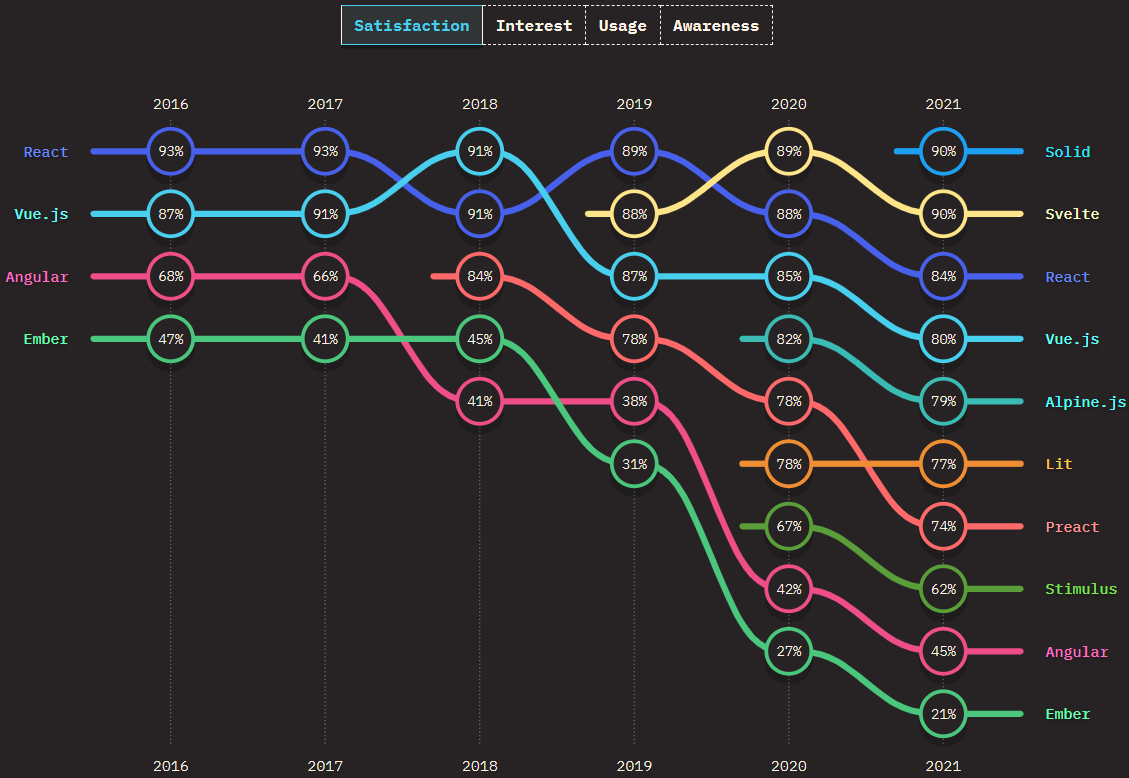 Satisfaction Interest Usage Awareness
2016 2017 2018 2019 2020 2021
React 93% 93% 91% 89% 89% 90% Solid
Vue.js 87% 91% 91% 88% 88% 90% Svelte
Angular 68% 66% 84% 87% 85% 84% React
Ember 47% 41% 45% 78% 82% 80% Vue.js
41% 38% 78% 79% Alpine.js
31% 78% 77% Lit
67% 74% Preact
42% 62% Stimulus
27% 45% Angular
21% Ember
2016 2017 2018 2019 2020 2021